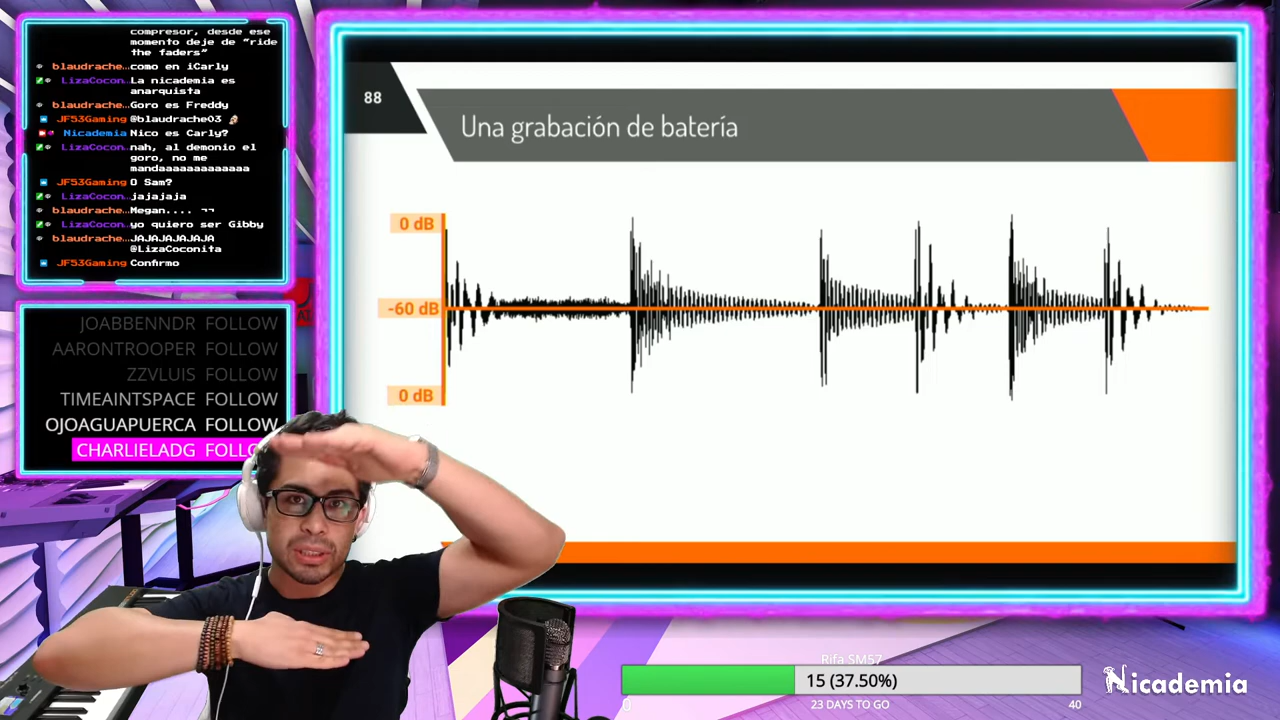 compresor, desde ese
momento deje de "ride
the faders"
blaudrache… como en iCarly
LizaCocon… La nicademia es
anarquista
blaudrache… Goro es Freddy
JF53Gaming @blaudrache03
Nicademia Nico es Carly?
LizaCocon… nah, al demonio el
goro, no me
mandaaaaaaaaaaaa
JF53Gaming O Sam?
LizaCocon… jajajaja
blaudrache… Megan.... ¬¬
LizaCocon… yo quiero ser Gibby
blaudrache… JAJAJAJAJAJA
@LizaCoconita
JF53Gaming Confirmo
JOABBENNDR FOLLOW
AARONTROOPER FOLLOW
ZZVLUIS FOLLOW
TIMEAINTSPACE FOLLOW
OJOAGUAPUERCA FOLLOW
CHARLIELADG FOLLO
88
Una grabación de batería
0 dB
-60 dB
0 dB
Rifa SM57
15 (37.50%)
0
23 DAYS TO GO
40
Nicademia